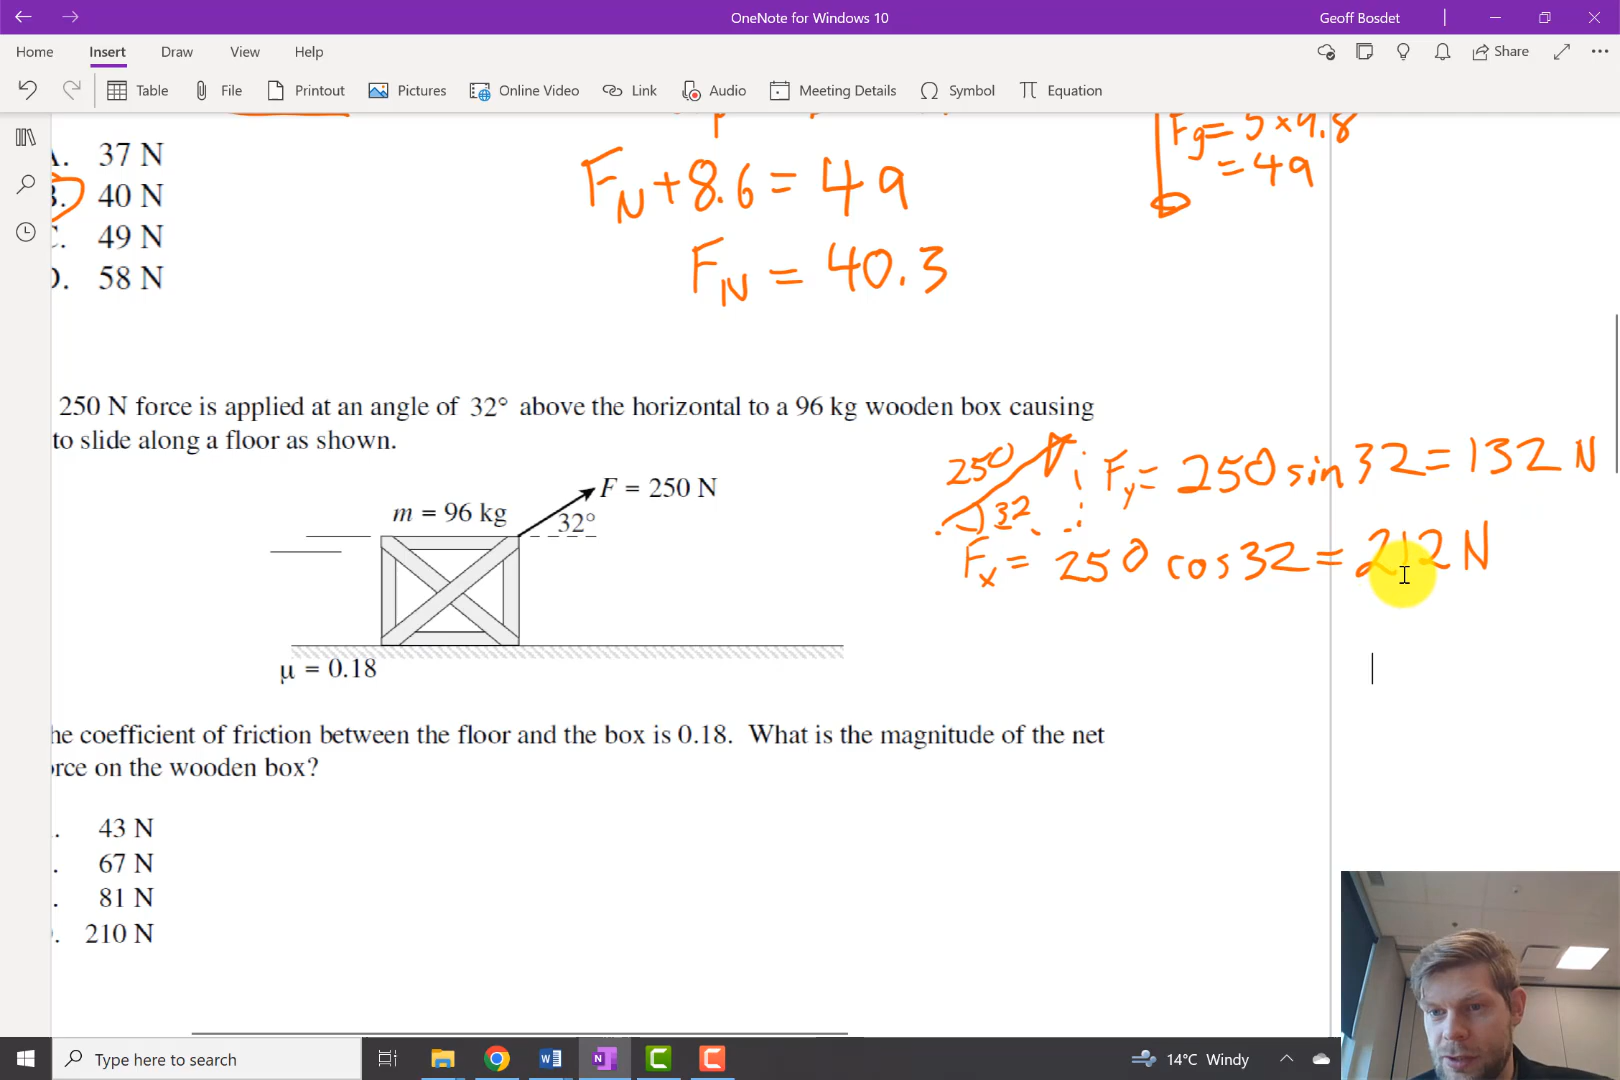 OneNote for Windows 10
Geoff Bosdet
Home Insert Draw View Help
Share
Table File Printout Pictures Online Video Link Audio Meeting Details Symbol Equation
Fg= 5 x 9.8
= 49
A. 37 N
B. 40 N
C. 49 N
D. 58 N
FN + 8.6 = 49
FN = 40.3
250 N force is applied at an angle of 32° above the horizontal to a 96 kg wooden box causing
to slide along a floor as shown.
F = 250 N
m = 96 kg
32°
μ = 0.18
250
32
Fy = 250 sin 32 = 132 N
Fx = 250 cos 32 = 212 N
he coefficient of friction between the floor and the box is 0.18. What is the magnitude of the net
orce on the wooden box?
. 43 N
. 67 N
. 81 N
. 210 N
Type here to search
14°C Windy